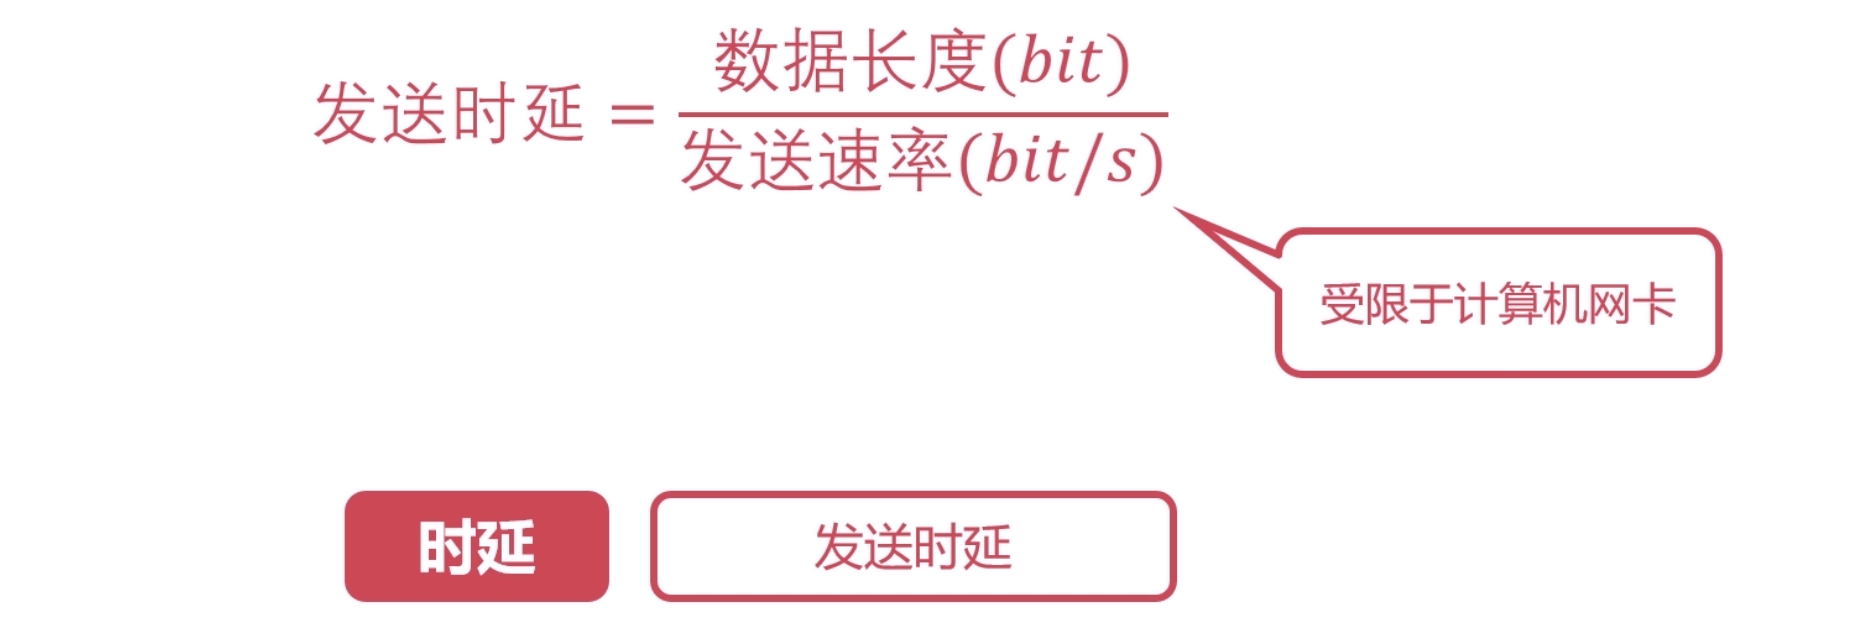 发送时延 = 数据长度(bit) / 发送速率(bit/s)
受限于计算机网卡
时延
发送时延